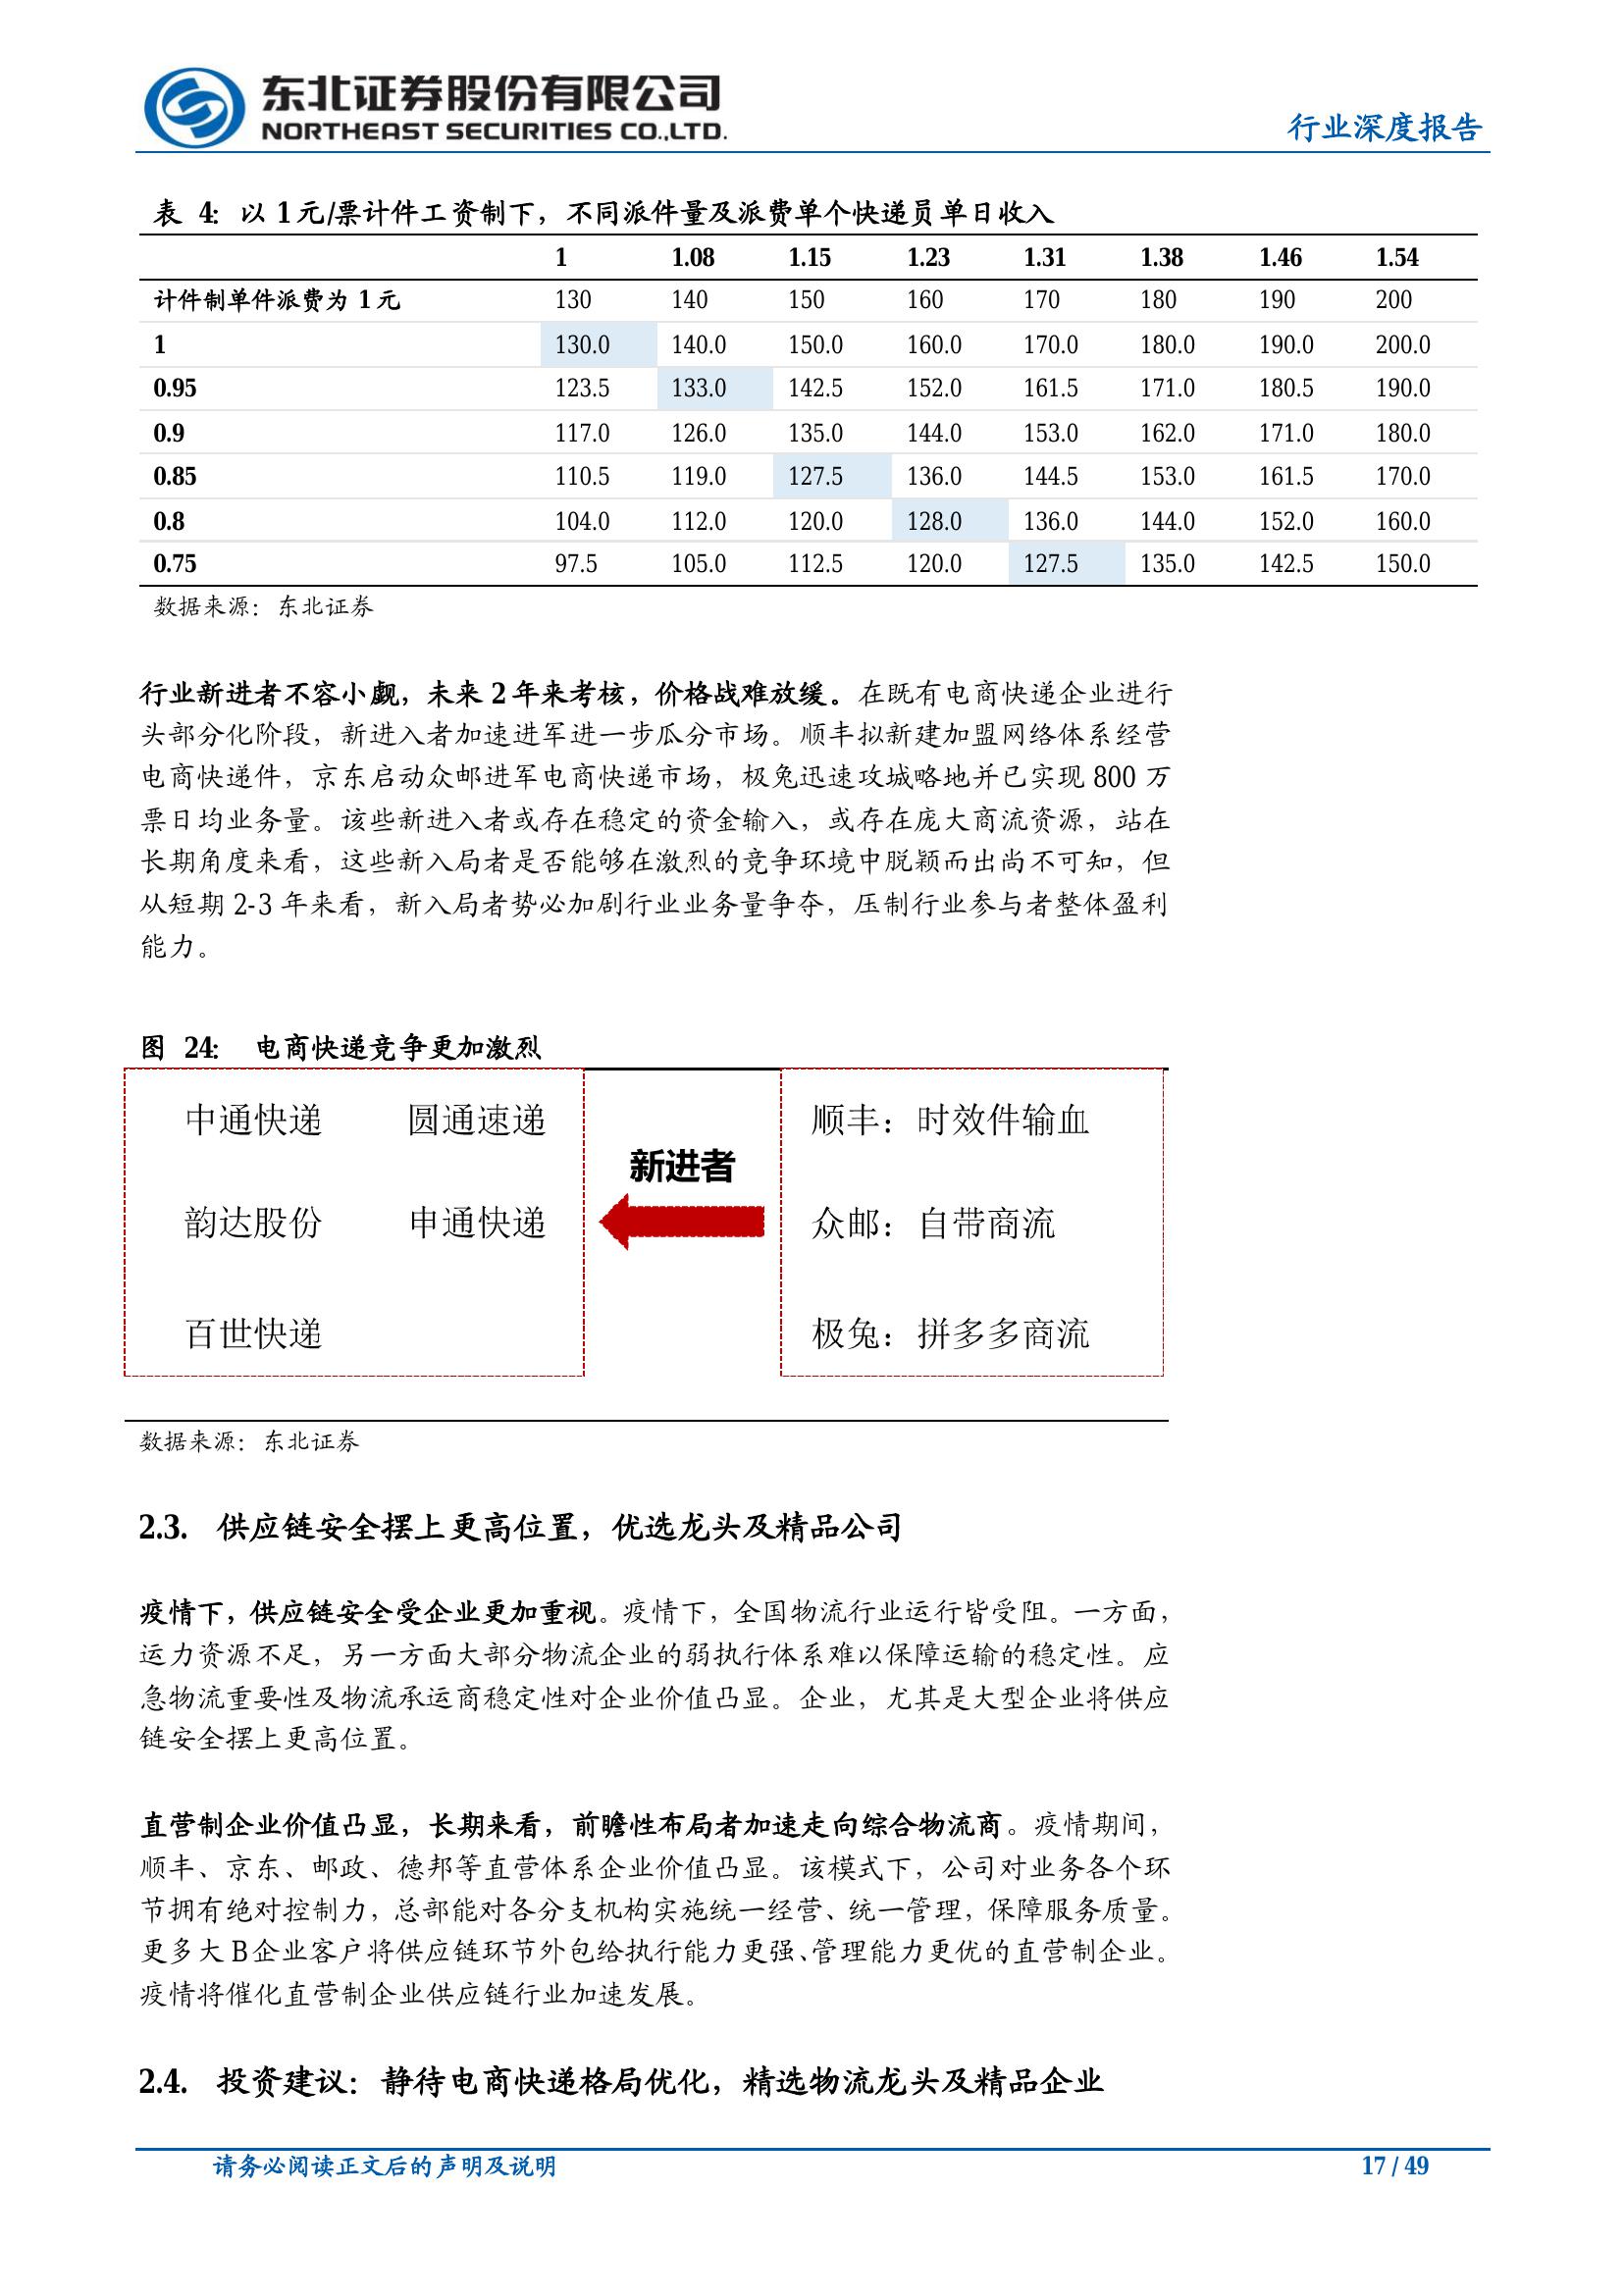 东北证券股份有限公司
NORTHEAST SECURITIES CO.,LTD.
行业深度报告
表 4：以 1 元/票计件工资制下，不同派件量及派费单个快递员单日收入
1 1.08 1.15 1.23 1.31 1.38 1.46 1.54
计件制单件派费为 1 元 130 140 150 160 170 180 190 200
1 130.0 140.0 150.0 160.0 170.0 180.0 190.0 200.0
0.95 123.5 133.0 142.5 152.0 161.5 171.0 180.5 190.0
0.9 117.0 126.0 135.0 144.0 153.0 162.0 171.0 180.0
0.85 110.5 119.0 127.5 136.0 144.5 153.0 161.5 170.0
0.8 104.0 112.0 120.0 128.0 136.0 144.0 152.0 160.0
0.75 97.5 105.0 112.5 120.0 127.5 135.0 142.5 150.0
数据来源：东北证券
行业新进者不容小觑，未来 2 年来考核，价格战难放缓。在既有电商快递企业进行
头部分化阶段，新进入者加速进军进一步瓜分市场。顺丰拟新建加盟网络体系经营
电商快递件，京东启动众邮进军电商快递市场，极兔迅速攻城略地并已实现 800 万
票日均业务量。该些新进入者或存在稳定的资金输入，或存在庞大商流资源，站在
长期角度来看，这些新入局者是否能够在激烈的竞争环境中脱颖而出尚不可知，但
从短期 2-3 年来看，新入局者势必加剧行业业务量争夺，压制行业参与者整体盈利
能力。
图 24： 电商快递竞争更加激烈
中通快递 圆通速递 顺丰：时效件输血
新进者
韵达股份 申通快递 众邮：自带商流
百世快递 极兔：拼多多商流
数据来源：东北证券
2.3. 供应链安全摆上更高位置，优选龙头及精品公司
疫情下，供应链安全受企业更加重视。疫情下，全国物流行业运行皆受阻。一方面，
运力资源不足，另一方面大部分物流企业的弱执行体系难以保障运输的稳定性。应
急物流重要性及物流承运商稳定性对企业价值凸显。企业，尤其是大型企业将供应
链安全摆上更高位置。
直营制企业价值凸显，长期来看，前瞻性布局者加速走向综合物流商。疫情期间，
顺丰、京东、邮政、德邦等直营体系企业价值凸显。该模式下，公司对业务各个环
节拥有绝对控制力，总部能对各分支机构实施统一经营、统一管理，保障服务质量。
更多大 B 企业客户将供应链环节外包给执行能力更强、管理能力更优的直营制企业。
疫情将催化直营制企业供应链行业加速发展。
2.4. 投资建议：静待电商快递格局优化，精选物流龙头及精品企业
请务必阅读正文后的声明及说明 17 / 49